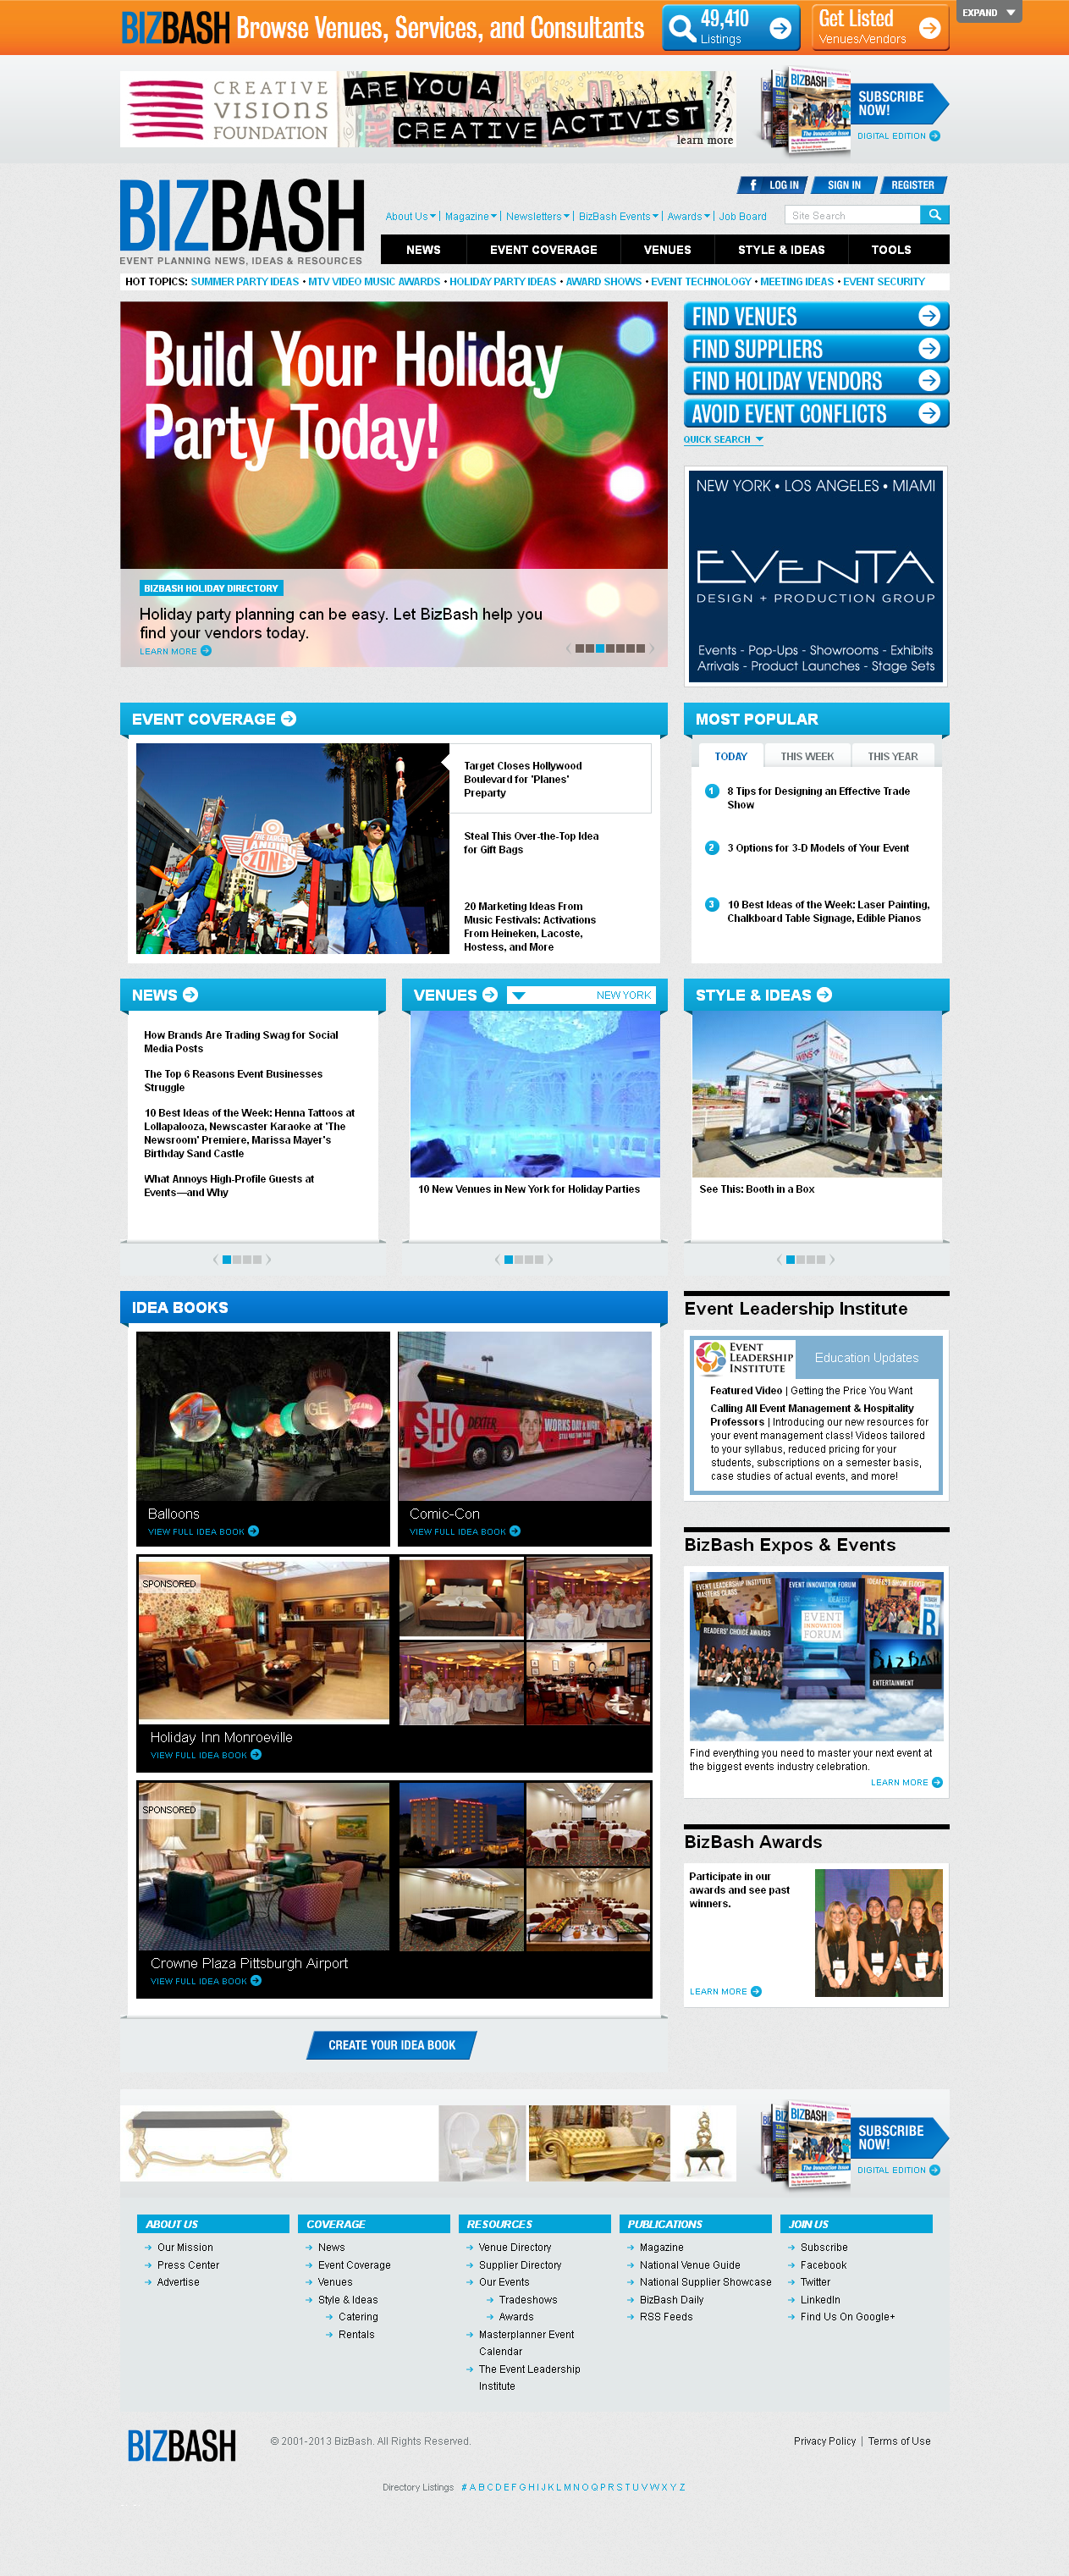 BIZBASH Browse Venues, Services, and Consultants
49,410
Listings
Get Listed
Venues/Vendors
EXPAND
CREATIVE
VISIONS
FOUNDATION
ARE YOU A
CREATIVE ACTIVIST
learn more
BIZBASH
SUBSCRIBE
NOW!
DIGITAL EDITION
BIZBASH
EVENT PLANNING NEWS, IDEAS & RESOURCES
f LOG IN
SIGN IN
REGISTER
About Us | Magazine | Newsletters | BizBash Events | Awards | Job Board
Site Search
NEWS
EVENT COVERAGE
VENUES
STYLE & IDEAS
TOOLS
HOT TOPICS: SUMMER PARTY IDEAS • MTV VIDEO MUSIC AWARDS • HOLIDAY PARTY IDEAS • AWARD SHOWS • EVENT TECHNOLOGY • MEETING IDEAS • EVENT SECURITY
Build Your Holiday
Party Today!
BIZBASH HOLIDAY DIRECTORY
Holiday party planning can be easy. Let BizBash help you
find your vendors today.
LEARN MORE
FIND VENUES
FIND SUPPLIERS
FIND HOLIDAY VENDORS
AVOID EVENT CONFLICTS
QUICK SEARCH
NEW YORK • LOS ANGELES • MIAMI
EVENTA
DESIGN + PRODUCTION GROUP
Events - Pop-Ups - Showrooms - Exhibits
Arrivals - Product Launches - Stage Sets
EVENT COVERAGE
THE TARGET
LANDING
ZONE
Target Closes Hollywood
Boulevard for 'Planes'
Preparty
Steal This Over-the-Top Idea
for Gift Bags
20 Marketing Ideas From
Music Festivals: Activations
From Heineken, Lacoste,
Hostess, and More
MOST POPULAR
TODAY
THIS WEEK
THIS YEAR
1 8 Tips for Designing an Effective Trade
Show
2 3 Options for 3-D Models of Your Event
3 10 Best Ideas of the Week: Laser Painting,
Chalkboard Table Signage, Edible Pianos
NEWS
How Brands Are Trading Swag for Social
Media Posts
The Top 6 Reasons Event Businesses
Struggle
10 Best Ideas of the Week: Henna Tattoos at
Lollapalooza, Newscaster Karaoke at 'The
Newsroom' Premiere, Marissa Mayer's
Birthday Sand Castle
What Annoys High-Profile Guests at
Events—and Why
VENUES
NEW YORK
10 New Venues in New York for Holiday Parties
STYLE & IDEAS
WINS
See This: Booth in a Box
IDEA BOOKS
Balloons
VIEW FULL IDEA BOOK
SHO
DEXTER
WORKS DAY & NIGHT
Comic-Con
VIEW FULL IDEA BOOK
SPONSORED
Holiday Inn Monroeville
VIEW FULL IDEA BOOK
SPONSORED
Crowne Plaza Pittsburgh Airport
VIEW FULL IDEA BOOK
CREATE YOUR IDEA BOOK
Event Leadership Institute
EVENT
LEADERSHIP
INSTITUTE
Education Updates
Featured Video | Getting the Price You Want
Calling All Event Management & Hospitality
Professors | Introducing our new resources for
your event management class! Videos tailored
to your syllabus, reduced pricing for your
students, subscriptions on a semester basis,
case studies of actual events, and more!
BizBash Expos & Events
EVENT LEADERSHIP INSTITUTE
MASTERS CLASS
EVENT INNOVATION FORUM
IDEAFEST SHOW FLOOR
IDEAFEST
READERS' CHOICE AWARDS
EVENT
INNOVATION
FORUM
BIZBASH
ENTERTAINMENT
Find everything you need to master your next event at
the biggest events industry celebration.
LEARN MORE
BizBash Awards
Participate in our
awards and see past
winners.
LEARN MORE
BIZBASH
SUBSCRIBE
NOW!
DIGITAL EDITION
ABOUT US
Our Mission
Press Center
Advertise
COVERAGE
News
Event Coverage
Venues
Style & Ideas
Catering
Rentals
RESOURCES
Venue Directory
Supplier Directory
Our Events
Tradeshows
Awards
Masterplanner Event
Calendar
The Event Leadership
Institute
PUBLICATIONS
Magazine
National Venue Guide
National Supplier Showcase
BizBash Daily
RSS Feeds
JOIN US
Subscribe
Facebook
Twitter
LinkedIn
Find Us On Google+
BIZBASH
© 2001-2013 BizBash. All Rights Reserved.
Privacy Policy | Terms of Use
Directory Listings # A B C D E F G H I J K L M N O Q P R S T U V W X Y Z